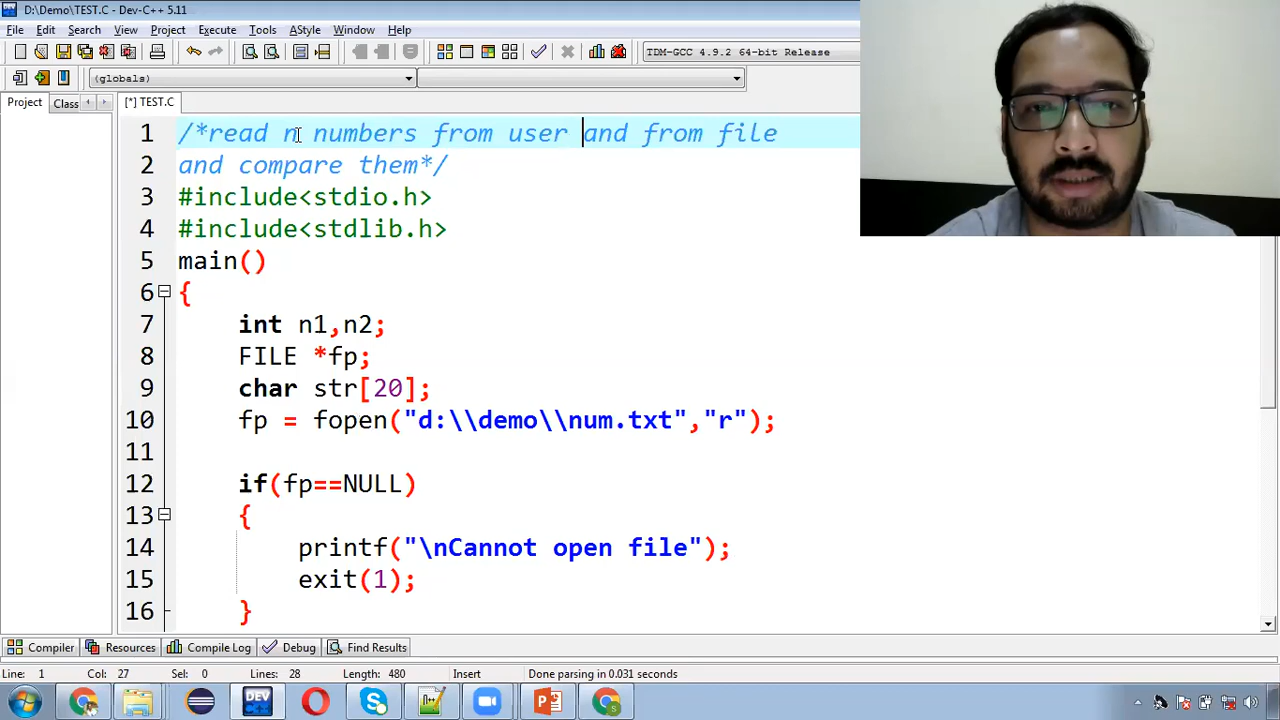 D:\Demo\TEST.C - Dev-C++ 5.11
File Edit Search View Project Execute Tools AStyle Window Help
TDM-GCC 4.9.2 64-bit Release
(globals)
Project Class [*] TEST.C
1 /*read n numbers from user and from file
2 and compare them*/
3 #include<stdio.h>
4 #include<stdlib.h>
5 main()
6 {
7 int n1,n2;
8 FILE *fp;
9 char str[20];
10 fp = fopen("d:\\demo\\num.txt","r");
11
12 if(fp==NULL)
13 {
14 printf("\nCannot open file");
15 exit(1);
16 }
Compiler Resources Compile Log Debug Find Results
Line: 1 Col: 27 Sel: 0 Lines: 28 Length: 480 Insert Done parsing in 0.031 seconds
DEV